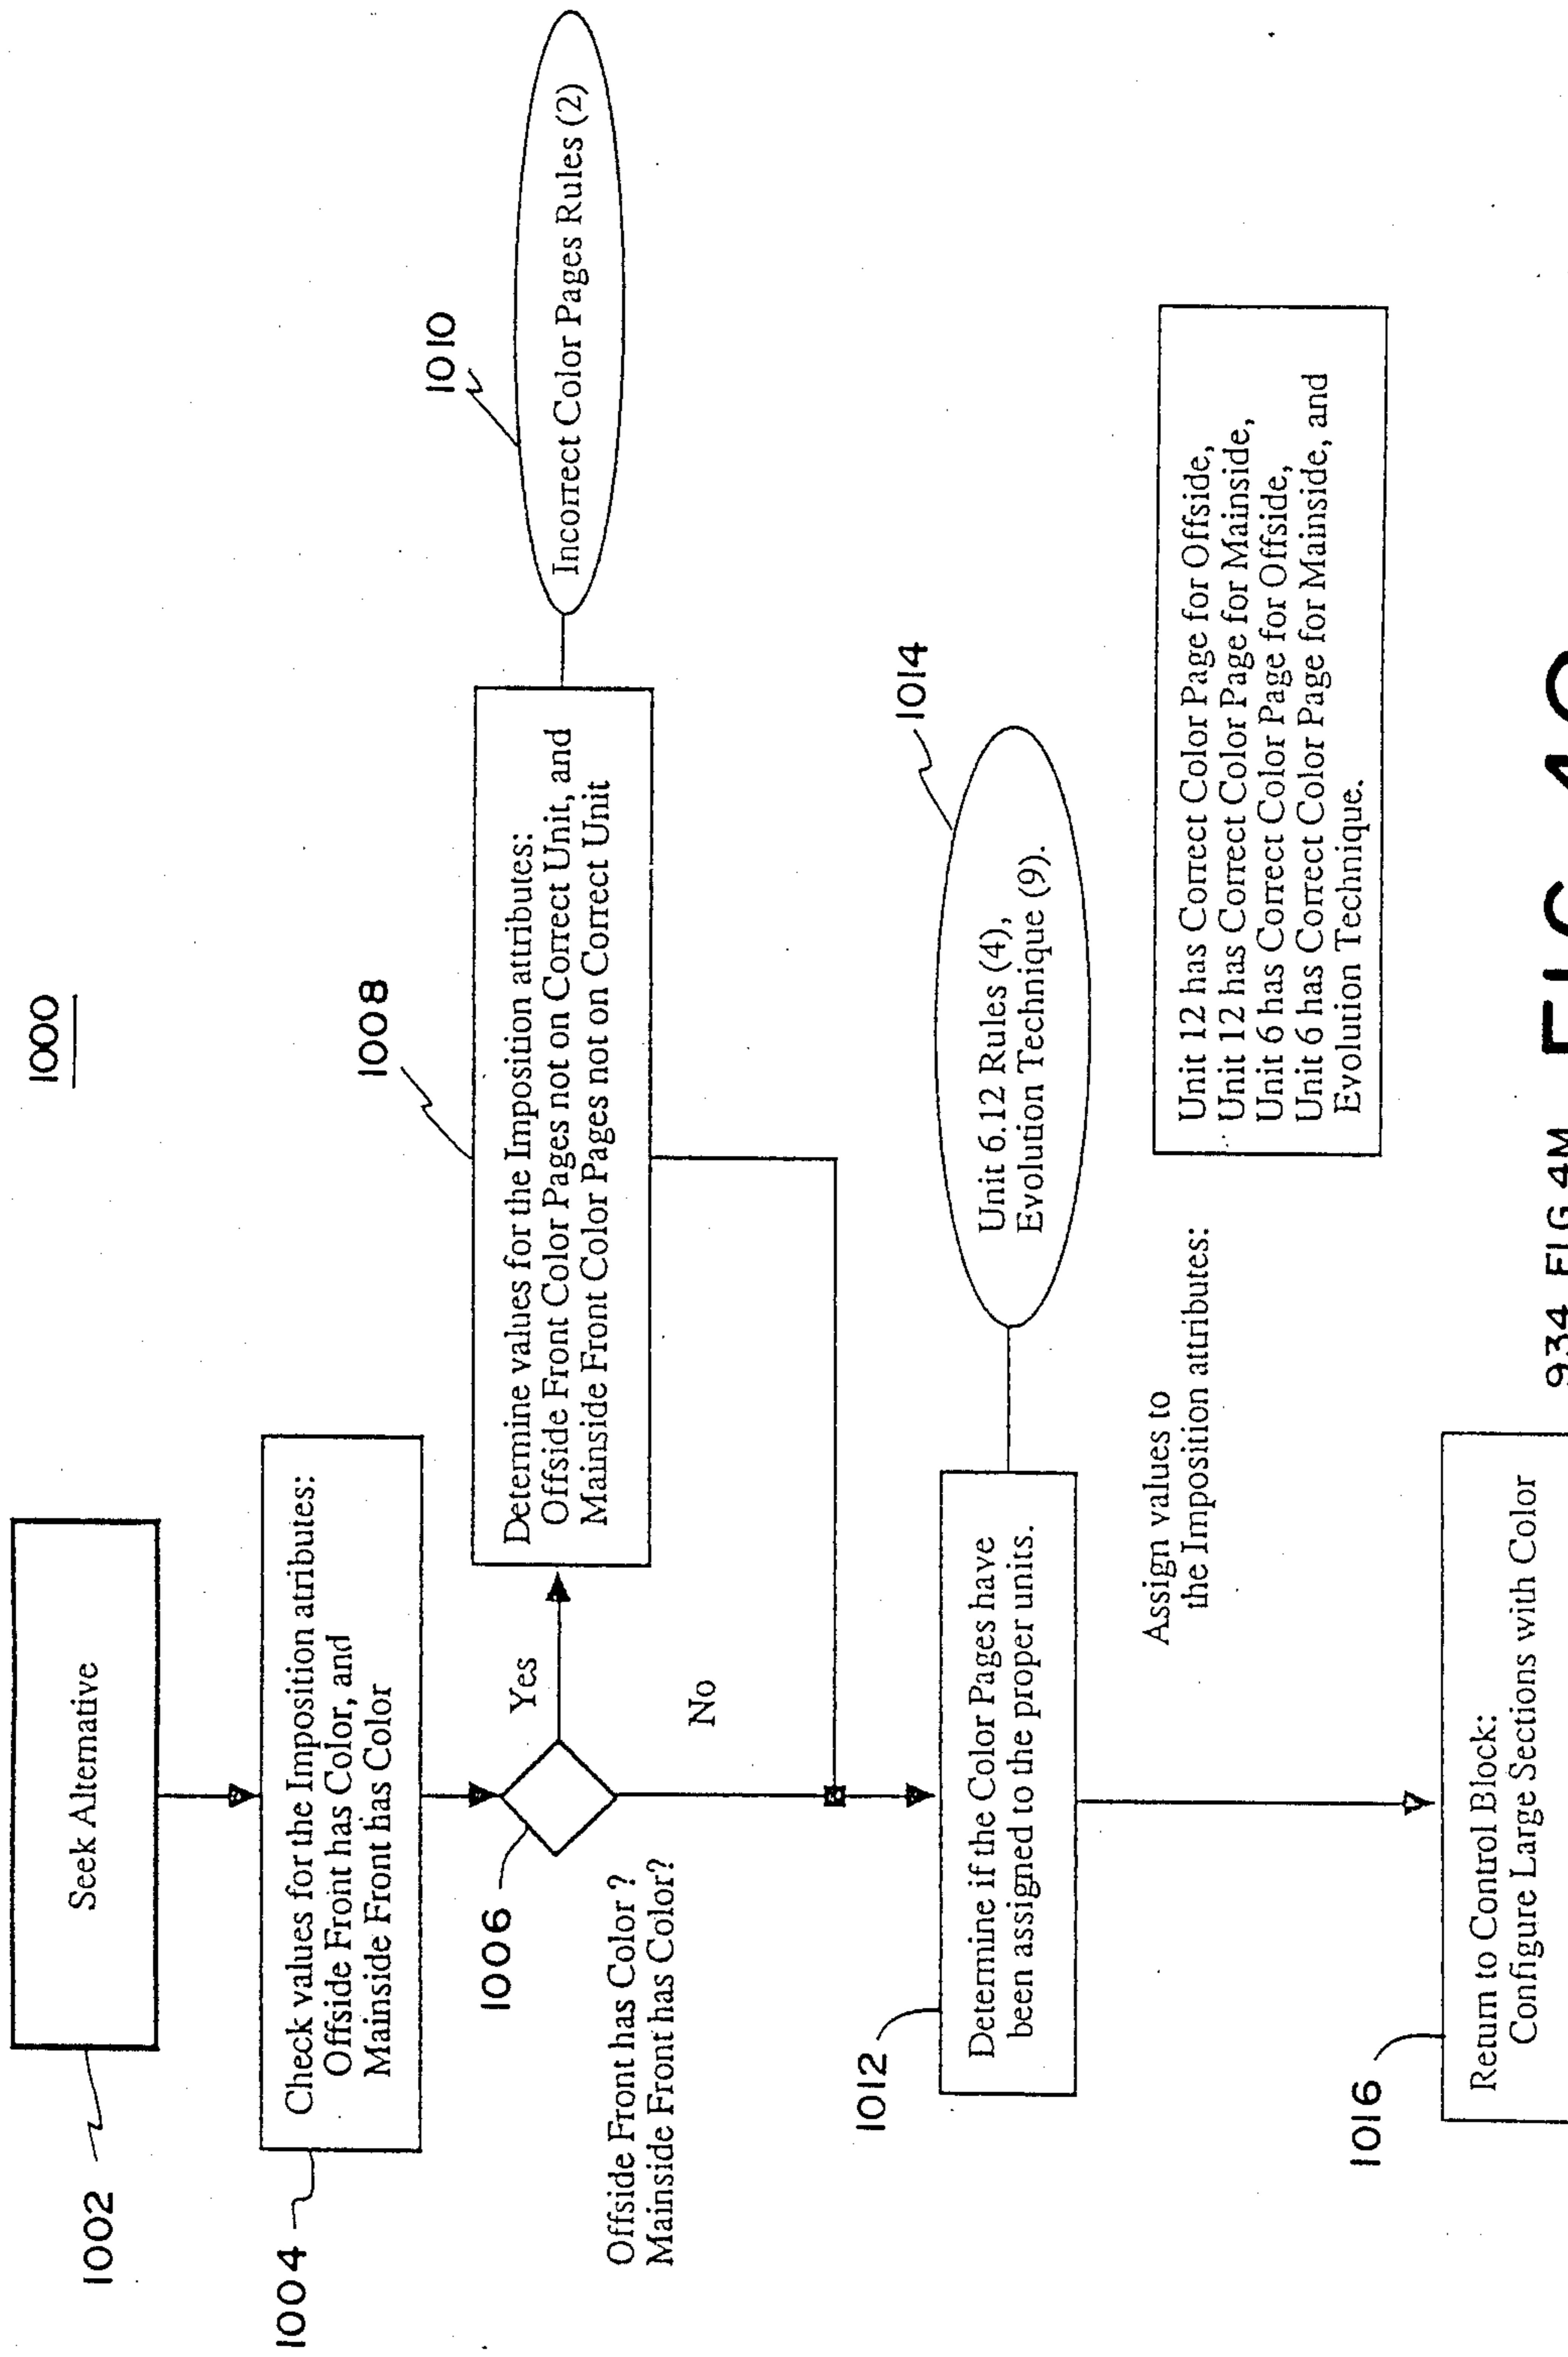 1000
Seek Alternative
1002
Check values for the Imposition atributes:
Offside Front has Color, and
Mainside Front has Color
1004
1006
Yes
No
Offside Front has Color ?
Mainside Front has Color?
1008
Determine values for the Imposition attributes:
Offside Front Color Pages not on Correct Unit, and
Mainside Front Color Pages not on Correct Unit
1010
Incorrect Color Pages Rules (2)
1012
Determine if the Color Pages have
been assigned to the proper units.
1014
Unit 6.12 Rules (4),
Evolution Technique (9).
Assign values to
the Imposition attributes:
Unit 12 has Correct Color Page for Offside,
Unit 12 has Correct Color Page for Mainside,
Unit 6 has Correct Color Page for Offside,
Unit 6 has Correct Color Page for Mainside, and
Evolution Technique.
1016
Return to Control Block:
Configure Large Sections with Color
934 FIG 4M